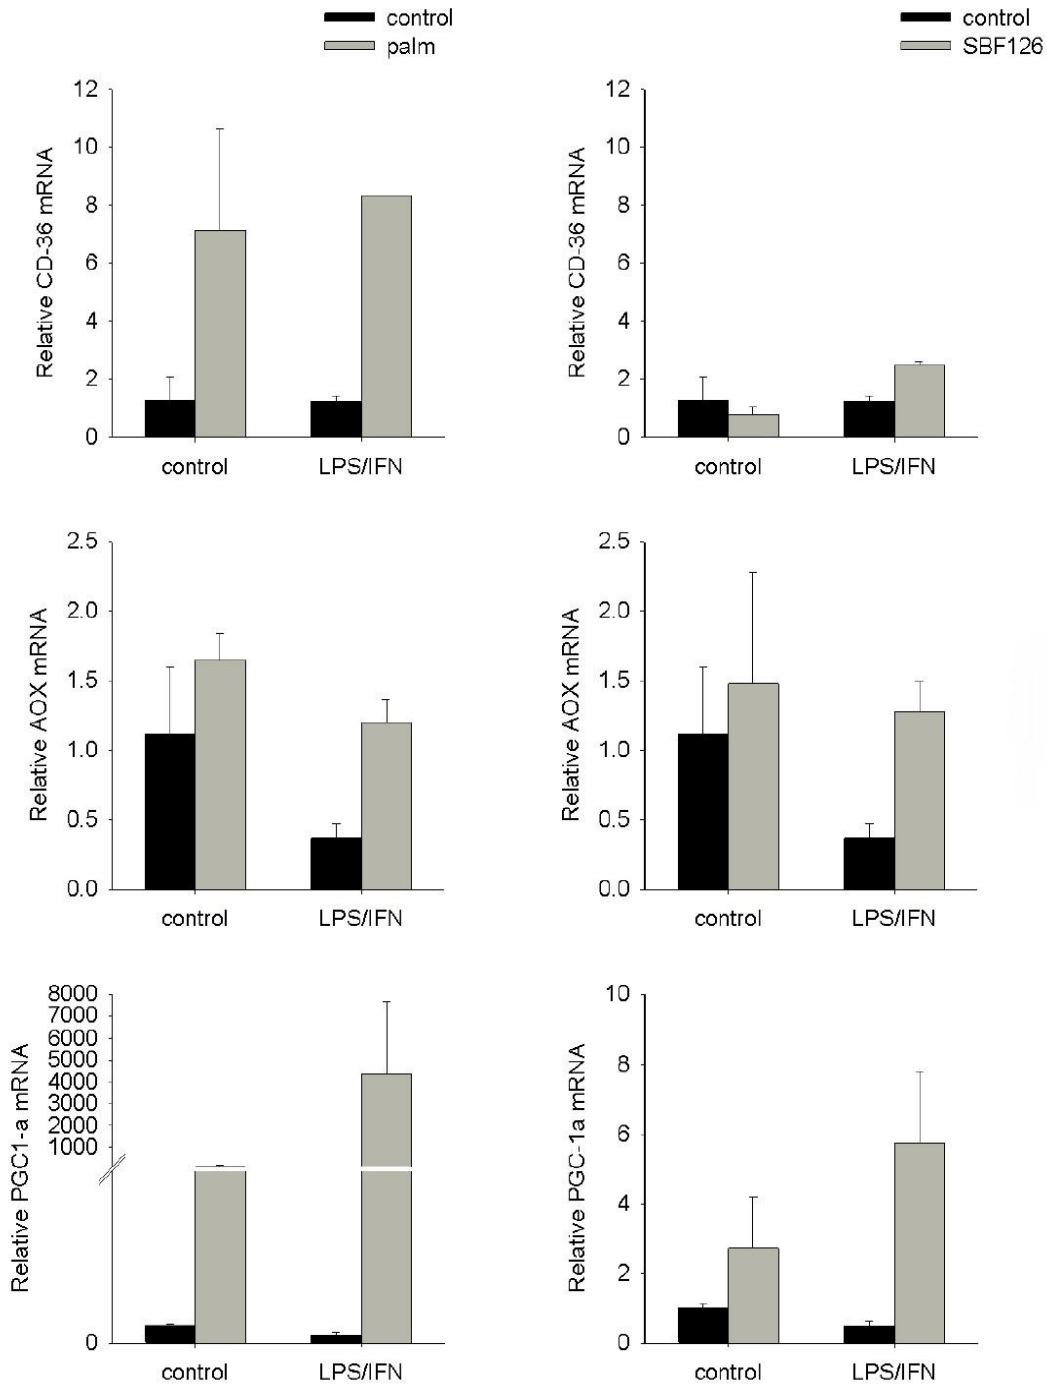 control
palm
control
SBF126
Relative CD-36 mRNA
12
10
8
6
4
2
0
control LPS/IFN
Relative CD-36 mRNA
12
10
8
6
4
2
0
control LPS/IFN
Relative AOX mRNA
2.5
2.0
1.5
1.0
0.5
0.0
control LPS/IFN
Relative AOX mRNA
2.5
2.0
1.5
1.0
0.5
0.0
control LPS/IFN
Relative PGC1-a mRNA
8000
7000
6000
5000
4000
3000
2000
1000
0
control LPS/IFN
Relative PGC-1a mRNA
10
8
6
4
2
0
control LPS/IFN